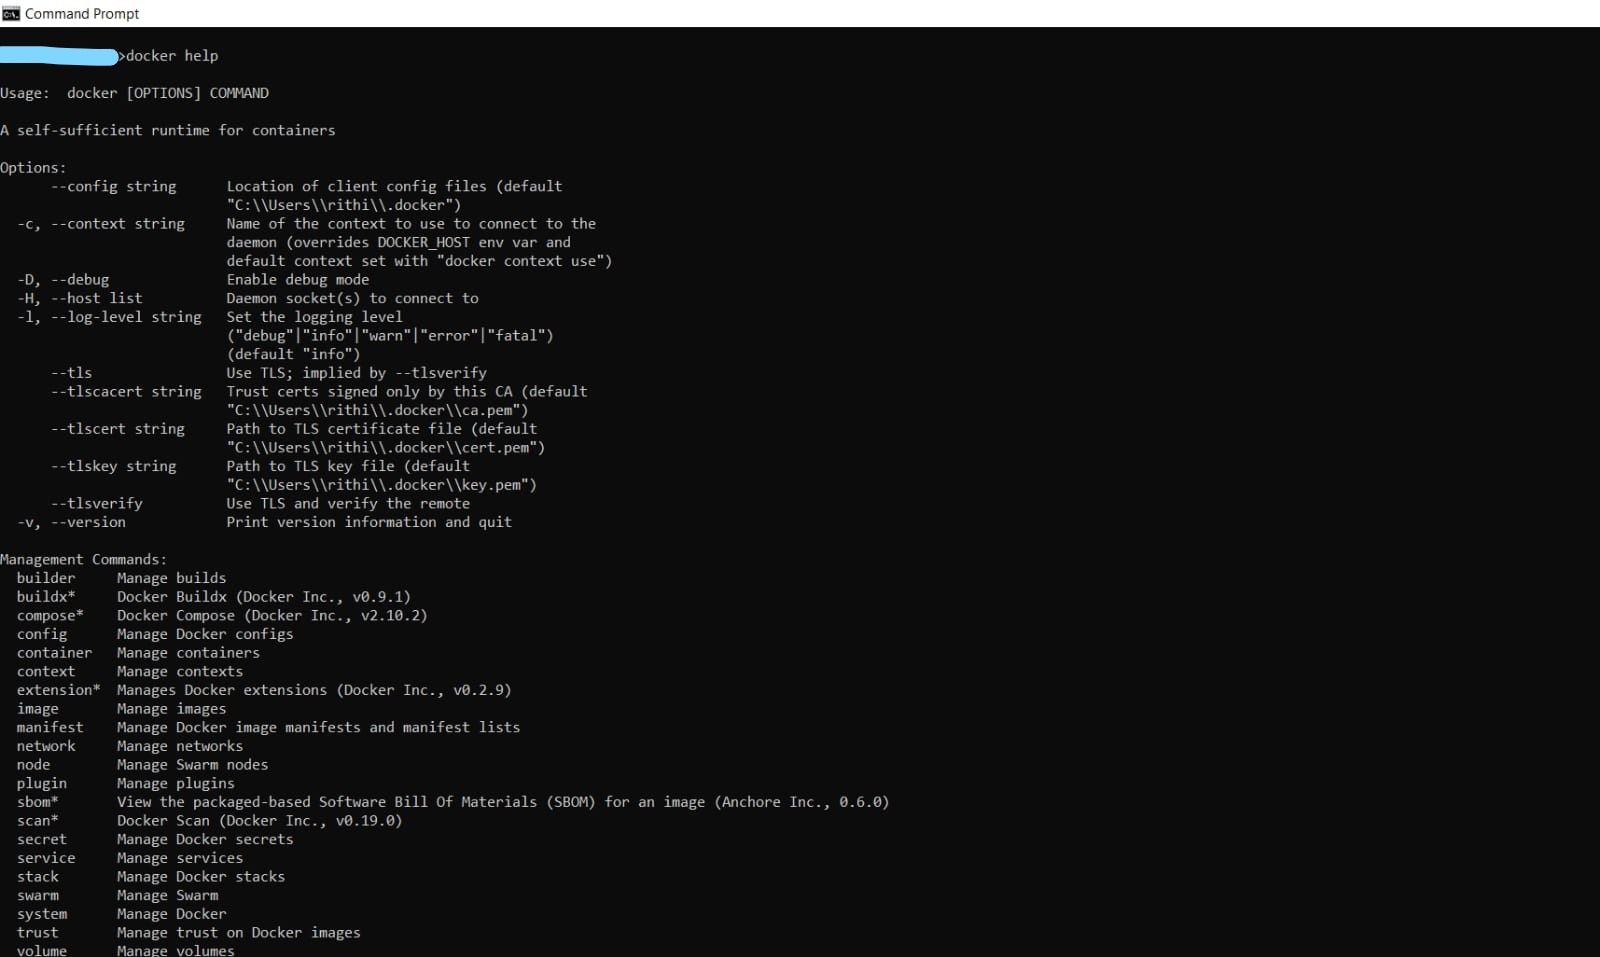 Command Prompt
>docker help
Usage:  docker [OPTIONS] COMMAND
A self-sufficient runtime for containers
Options:
      --config string      Location of client config files (default
                           "C:\\Users\\rithi\\.docker")
  -c, --context string     Name of the context to use to connect to the
                           daemon (overrides DOCKER_HOST env var and
                           default context set with "docker context use")
  -D, --debug              Enable debug mode
  -H, --host list          Daemon socket(s) to connect to
  -l, --log-level string   Set the logging level
                           ("debug"|"info"|"warn"|"error"|"fatal")
                           (default "info")
      --tls                Use TLS; implied by --tlsverify
      --tlscacert string   Trust certs signed only by this CA (default
                           "C:\\Users\\rithi\\.docker\\ca.pem")
      --tlscert string     Path to TLS certificate file (default
                           "C:\\Users\\rithi\\.docker\\cert.pem")
      --tlskey string      Path to TLS key file (default
                           "C:\\Users\\rithi\\.docker\\key.pem")
      --tlsverify          Use TLS and verify the remote
  -v, --version            Print version information and quit
Management Commands:
  builder     Manage builds
  buildx*     Docker Buildx (Docker Inc., v0.9.1)
  compose*    Docker Compose (Docker Inc., v2.10.2)
  config      Manage Docker configs
  container   Manage containers
  context     Manage contexts
  extension*  Manages Docker extensions (Docker Inc., v0.2.9)
  image       Manage images
  manifest    Manage Docker image manifests and manifest lists
  network     Manage networks
  node        Manage Swarm nodes
  plugin      Manage plugins
  sbom*       View the packaged-based Software Bill Of Materials (SBOM) for an image (Anchore Inc., 0.6.0)
  scan*       Docker Scan (Docker Inc., v0.19.0)
  secret      Manage Docker secrets
  service     Manage services
  stack       Manage Docker stacks
  swarm       Manage Swarm
  system      Manage Docker
  trust       Manage trust on Docker images
  volume      Manage volumes